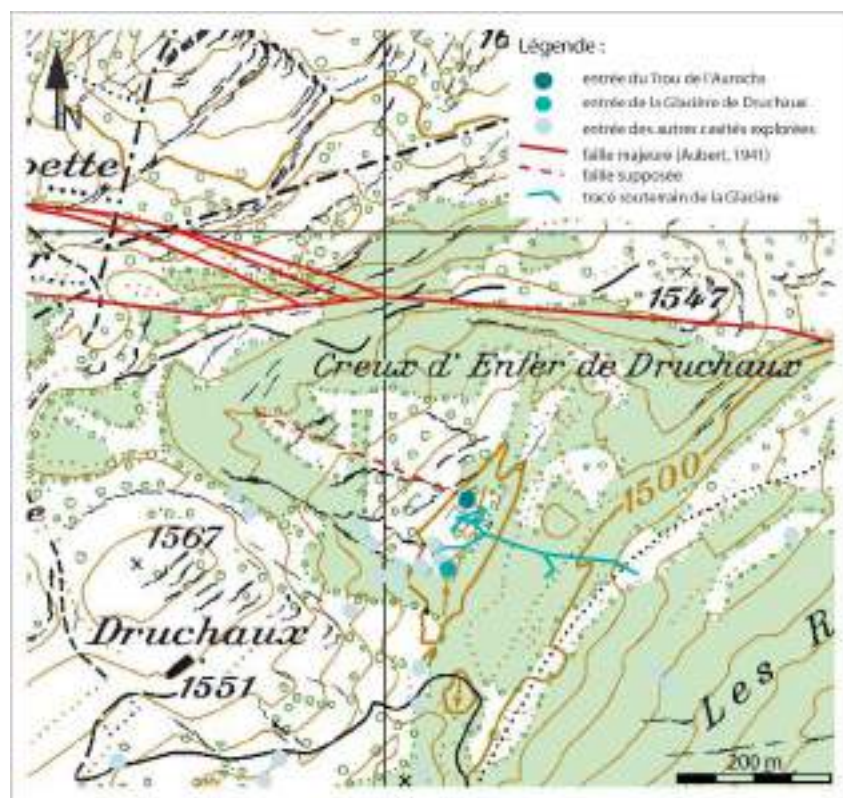 Légende :
entrée du Trou de l'Aurochs
entrée de la Glacière de Druchaux
entrée des autres cavités explorées
faille majeure (Aubert, 1941)
faille supposée
tracé souterrain de la Glacière
N
16
bette
r
1547
Creux d'Enfer de Druchaux
1500
1567
Druchaux
1551
Les R
200 m